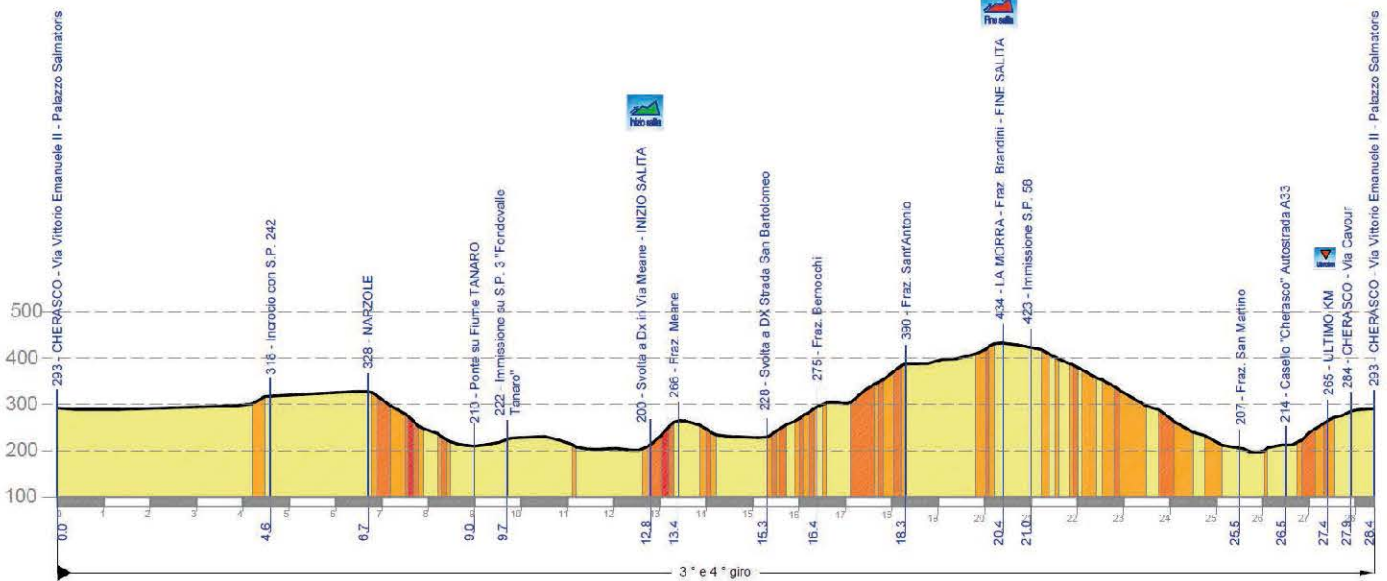 293 - CHERASCO - Via Vittorio Emanuele II - Palazzo Salmatoris
316 - Incrocio con S.P. 242
328 - NARZOLE
210 - Ponte su Fiume TANARO
222 - Immissione su S.P. 3 "Fondovalle
Tanaro"
Inizio salita
200 - Svolta a Dx in Via Meane - INIZIO SALITA
266 - Fraz. Meane
228 - Svolta a DX Strada San Bartolomeo
275 - Fraz. Bernocchi
390 - Fraz. Sant'Antonio
Fine salita
434 - LA MORRA - Fraz. Brandini - FINE SALITA
423 - Immissione S.P. 58
207 - Fraz. San Martino
214 - Casello "Cherasco" Autostrada A33
265 - ULTIMO KM
284 - CHERASCO - Via Cavour
293 - CHERASCO - Via Vittorio Emanuele II - Palazzo Salmatoris
500
400
300
200
100
0 1 2 3 4 5 6 7 8 9 10 11 12 13 14 15 16 17 18 19 20 21 22 23 24 25 26 27 28
0.0 4.6 6.7 9.0 9.7 12.8 13.4 15.3 16.4 18.3 20.4 21.0 25.5 26.5 27.4 27.9 28.4
3° e 4° giro